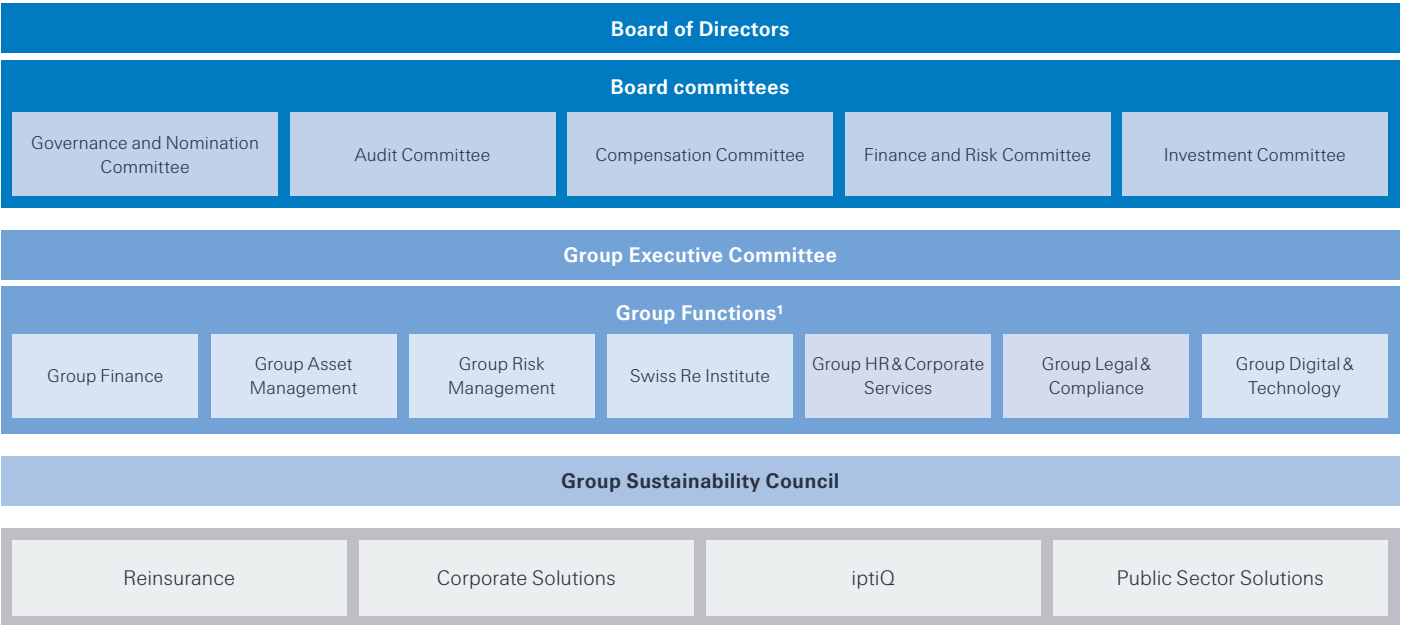 Board of Directors
Board committees
Governance and Nomination
Committee
Audit Committee
Compensation Committee
Finance and Risk Committee
Investment Committee
Group Executive Committee
Group Functions¹
Group Finance
Group Asset
Management
Group Risk
Management
Swiss Re Institute
Group HR & Corporate
Services
Group Legal &
Compliance
Group Digital &
Technology
Group Sustainability Council
Reinsurance
Corporate Solutions
iptiQ
Public Sector Solutions